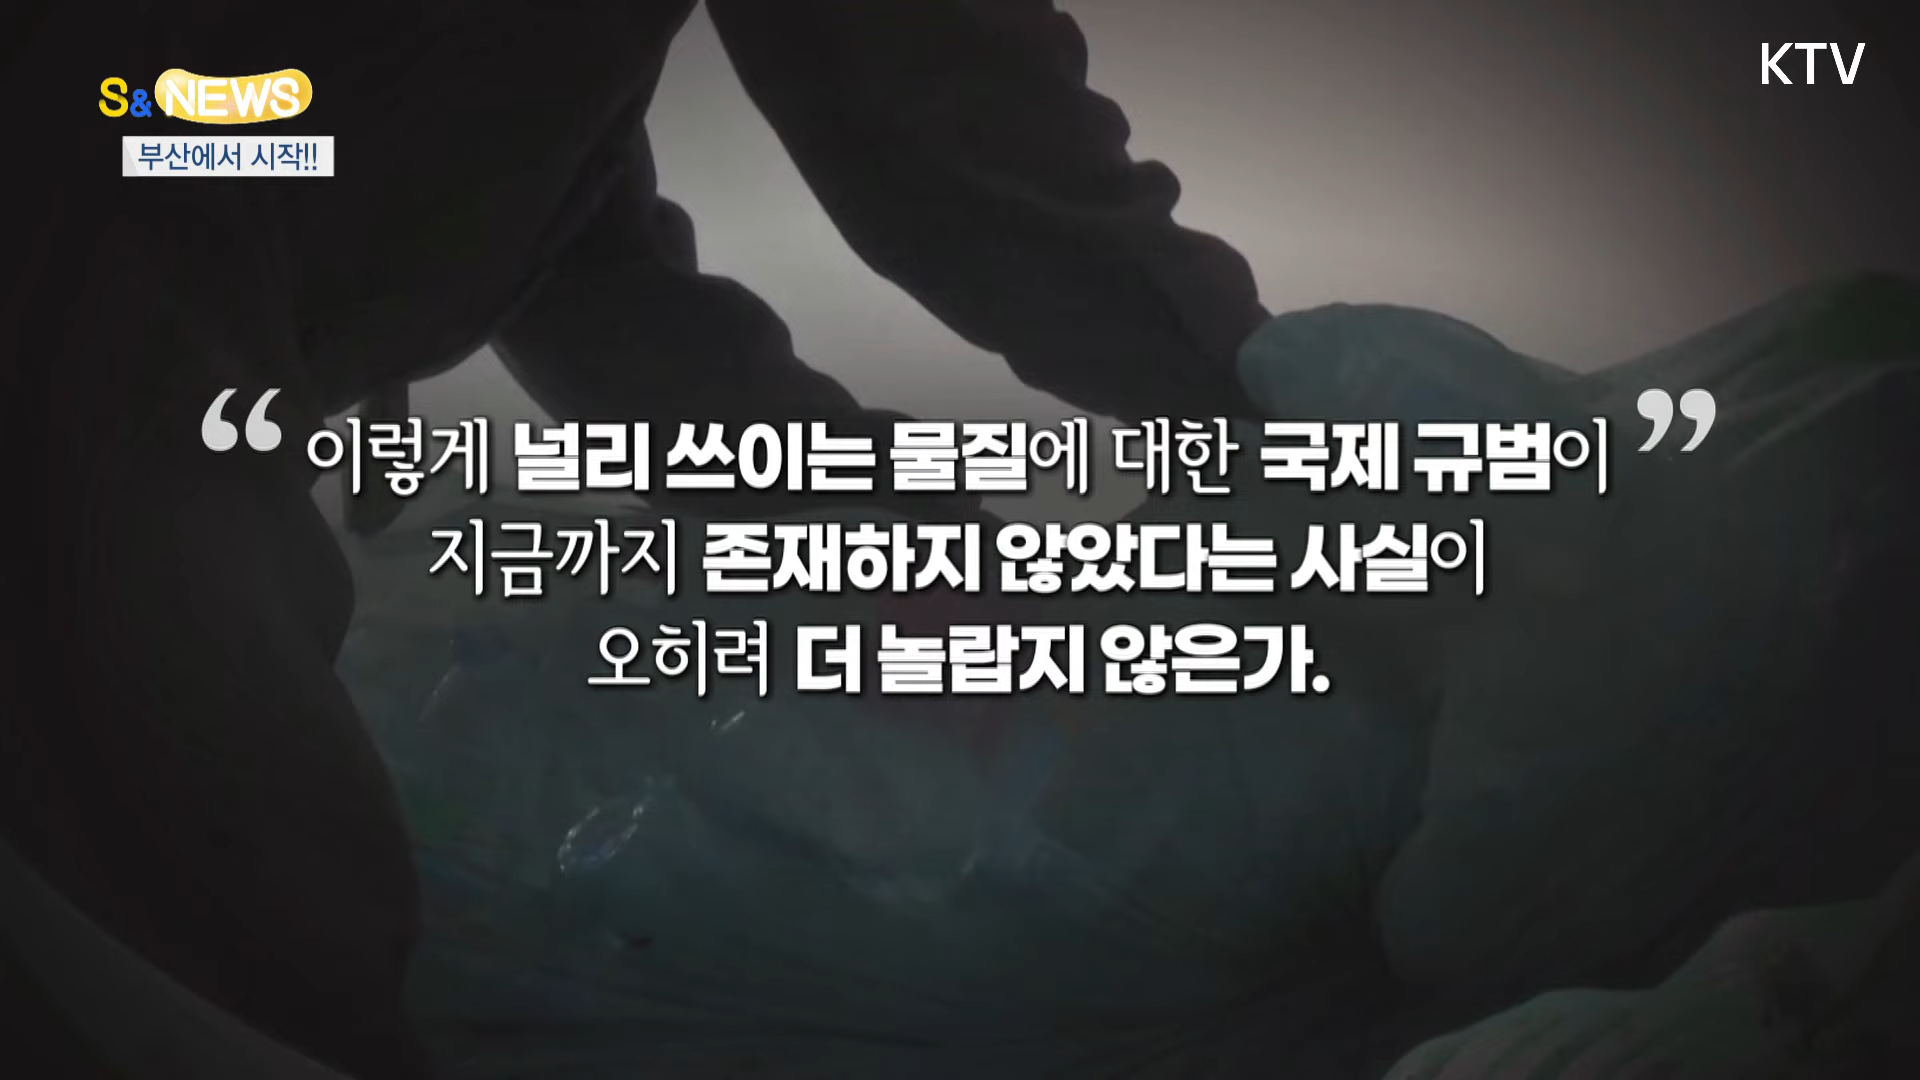 S& NEWS
KTV
부산에서 시작!!
“ 이렇게 널리 쓰이는 물질에 대한 국제 규범이 ”
지금까지 존재하지 않았다는 사실이
오히려 더 놀랍지 않은가.